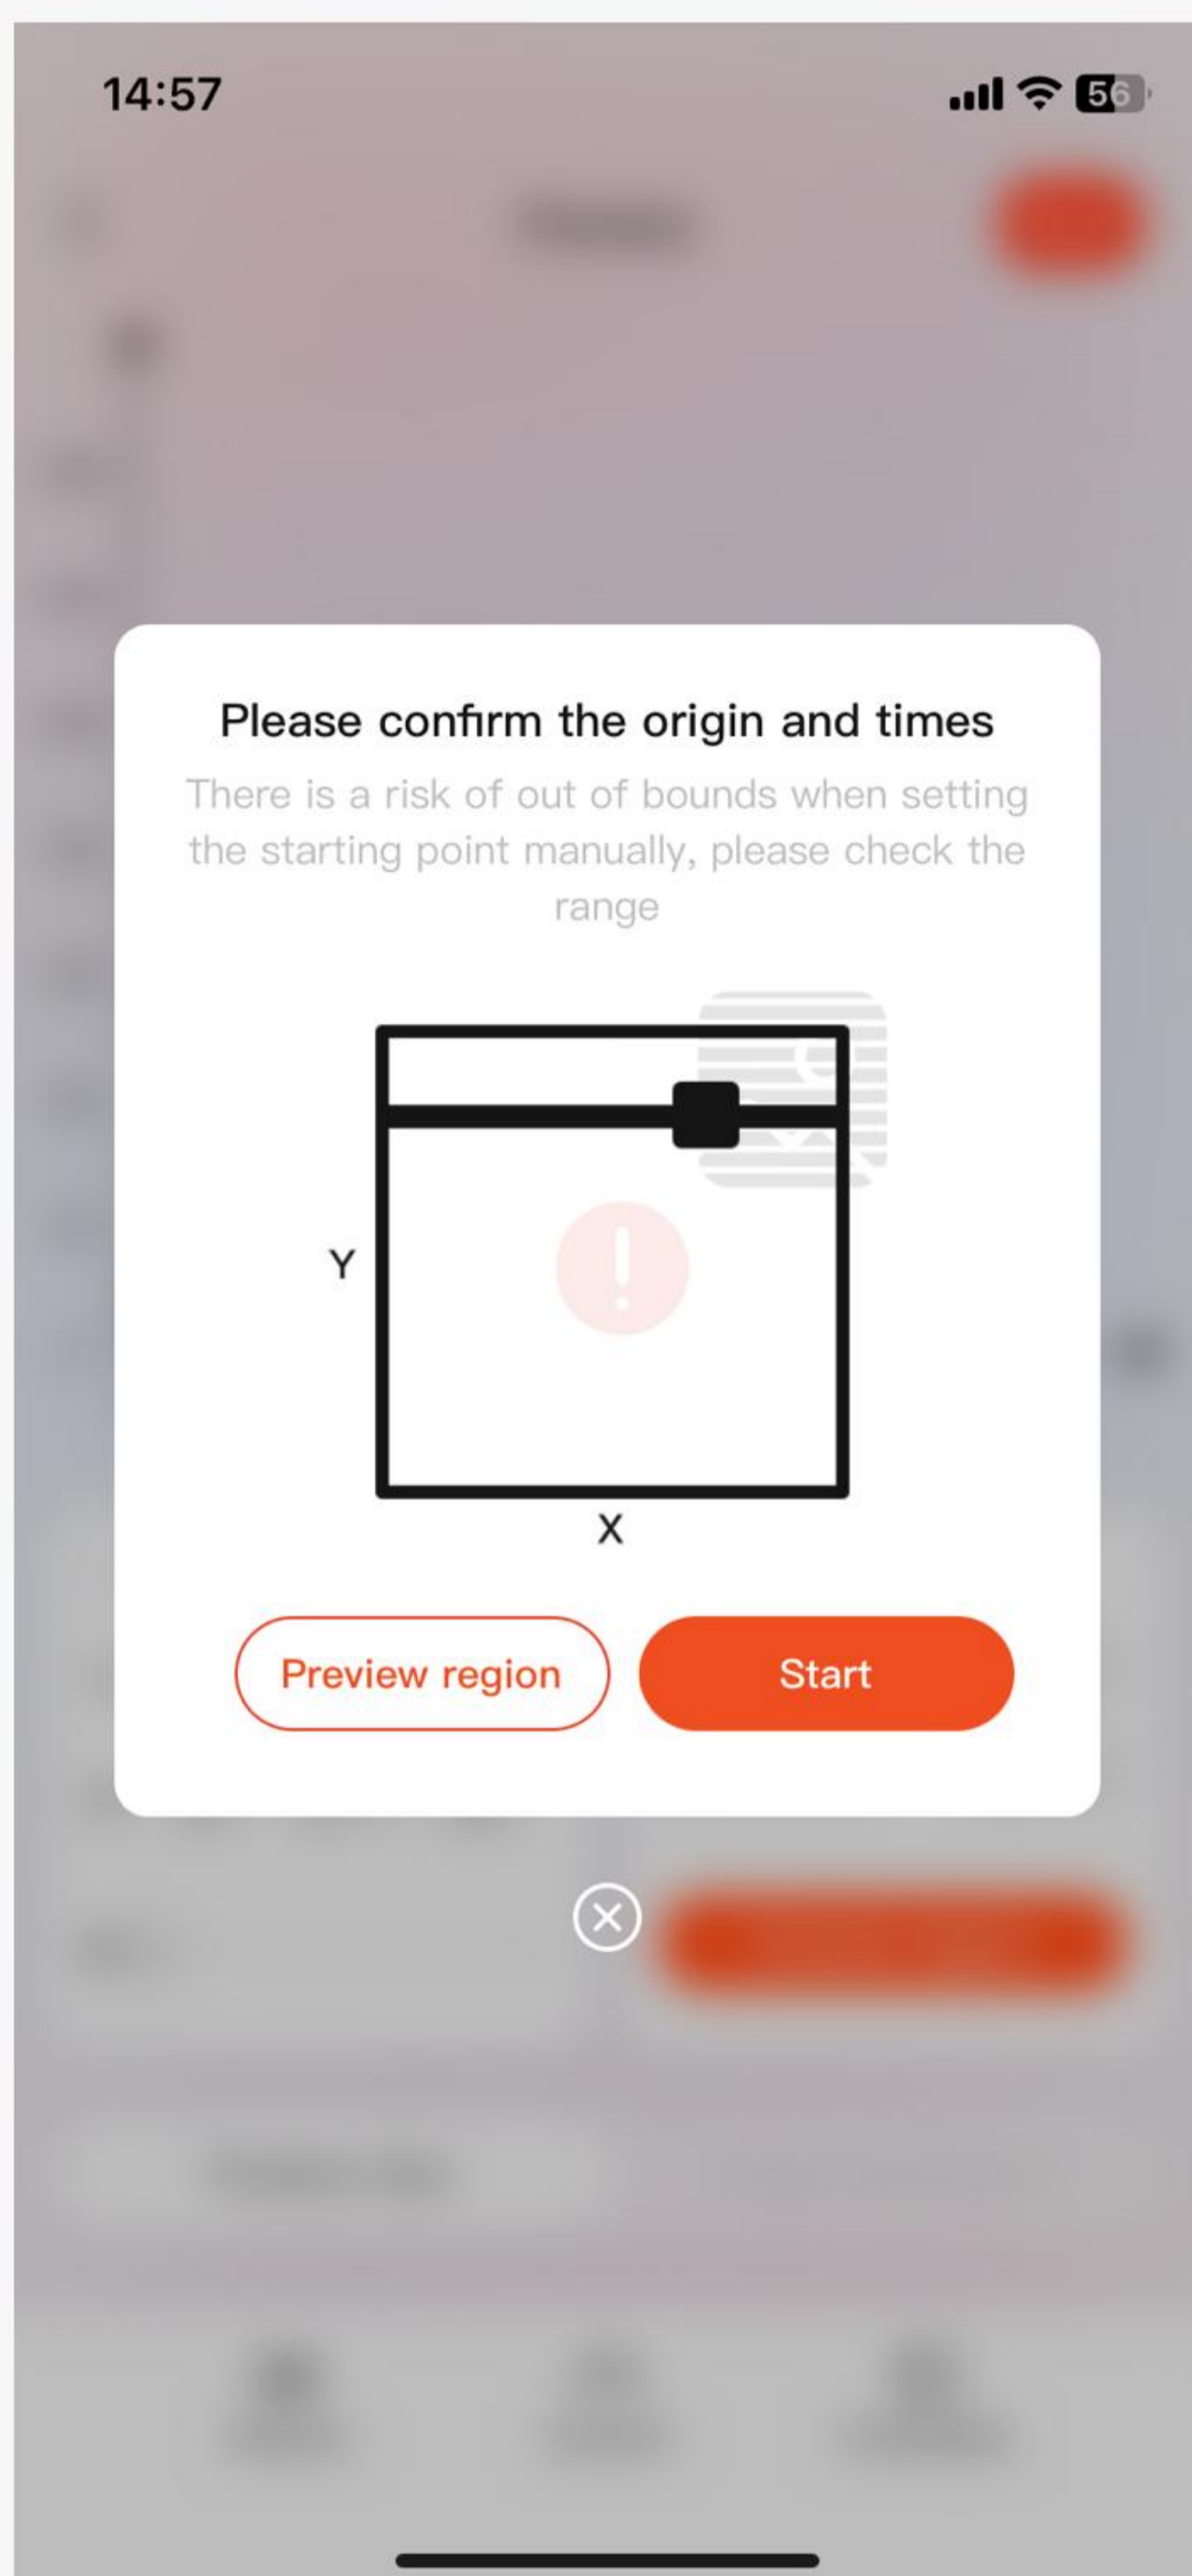 14:57
56
Please confirm the origin and times
There is a risk of out of bounds when setting
the starting point manually, please check the
range
Y
X
Preview region
Start